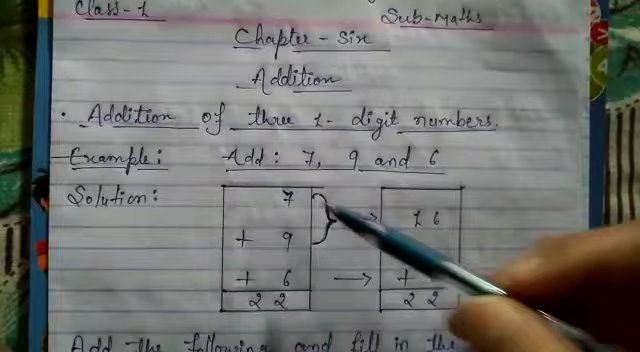 Class-1 Sub-maths
Chapter-Six
Addition
· Addition of three 1-digit numbers.
Example: Add: 7, 9 and 6
Solution: 7
→ 16
+ 9
+ 6 → +
22 22
Add the following and fill in the